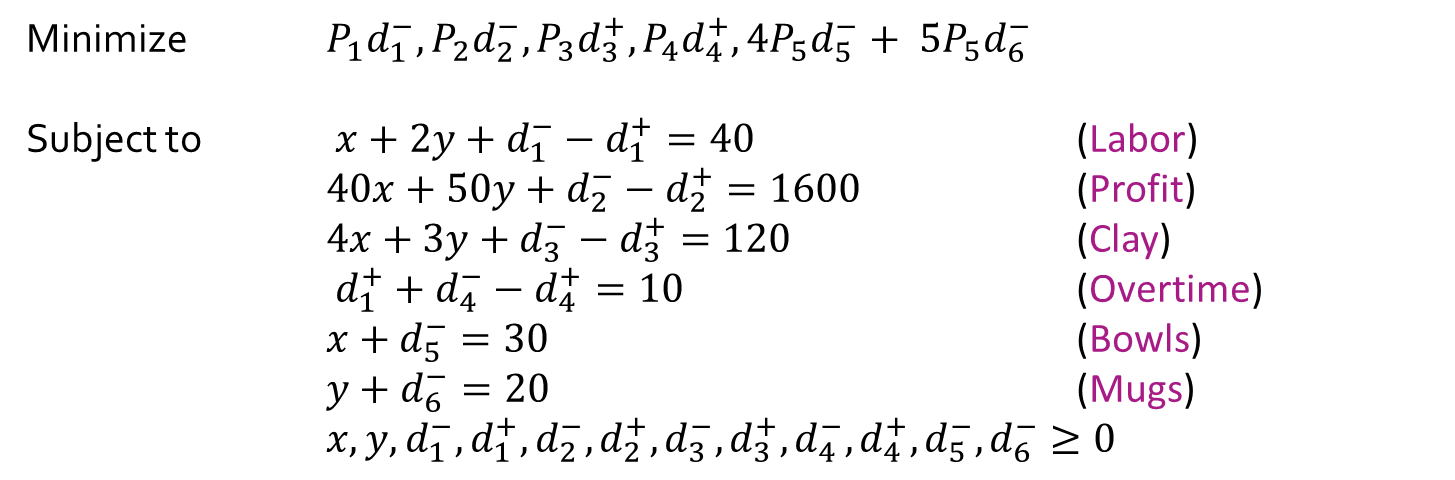 Minimize P₁d₁⁻, P₂d₂⁻, P₃d₃⁺, P₄d₄⁺, 4P₅d₅⁻ + 5P₅d₆⁻
Subject to x + 2y + d₁⁻ − d₁⁺ = 40 (Labor)
40x + 50y + d₂⁻ − d₂⁺ = 1600 (Profit)
4x + 3y + d₃⁻ − d₃⁺ = 120 (Clay)
d₁⁺ + d₄⁻ − d₄⁺ = 10 (Overtime)
x + d₅⁻ = 30 (Bowls)
y + d₆⁻ = 20 (Mugs)
x, y, d₁⁻, d₁⁺, d₂⁻, d₂⁺, d₃⁻, d₃⁺, d₄⁻, d₄⁺, d₅⁻, d₆⁻ ≥ 0